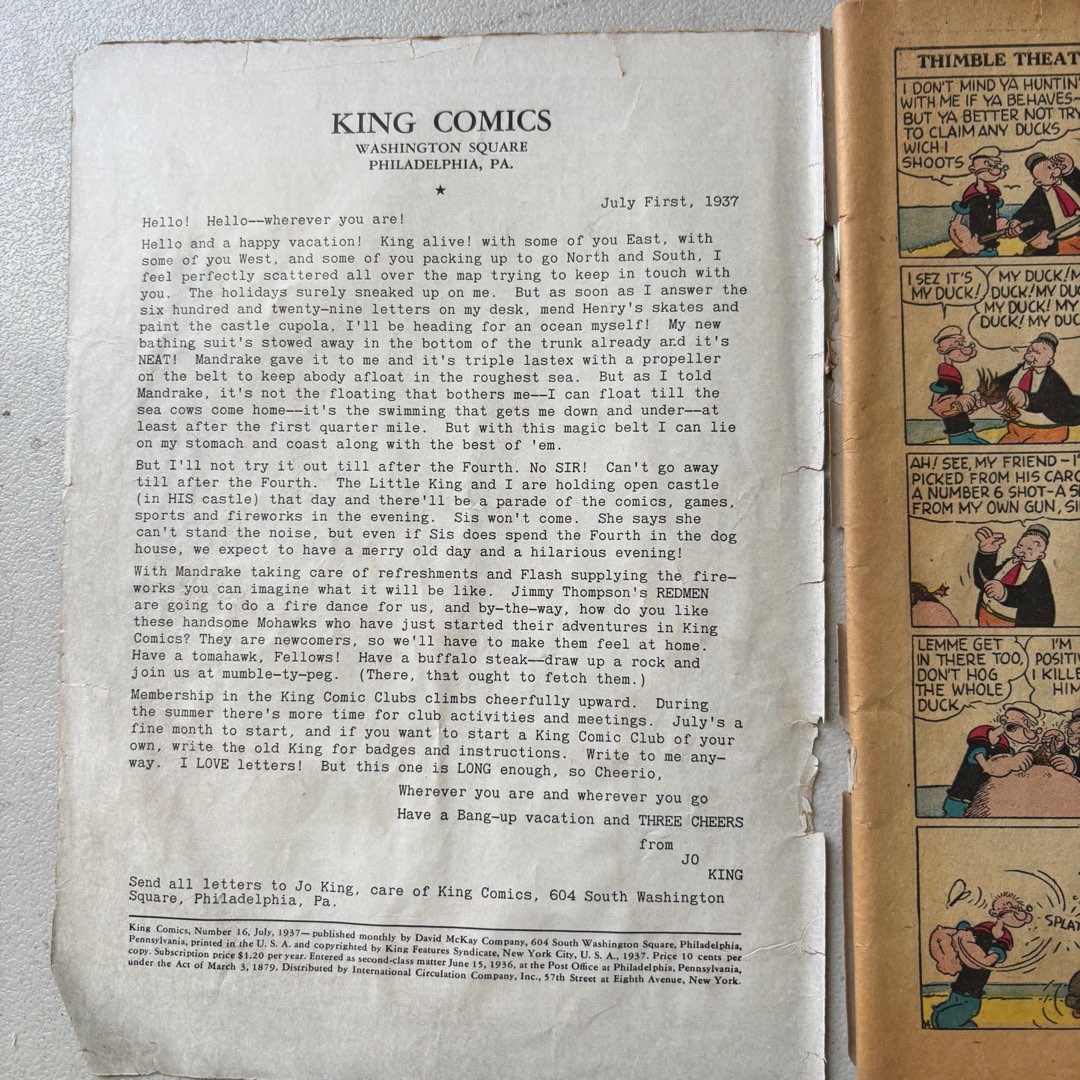 KING COMICS
WASHINGTON SQUARE
PHILADELPHIA, PA.
July First, 1937
Hello! Hello--wherever you are!
Hello and a happy vacation! King alive! with some of you East, with
some of you West, and some of you packing up to go North and South, I
feel perfectly scattered all over the map trying to keep in touch with
you. The holidays surely sneaked up on me. But as soon as I answer the
six hundred and twenty-nine letters on my desk, mend Henry's skates and
paint the castle cupola, I'll be heading for an ocean myself! My new
bathing suit's stowed away in the bottom of the trunk already and it's
NEAT! Mandrake gave it to me and it's triple lastex with a propeller
on the belt to keep abody afloat in the roughest sea. But as I told
Mandrake, it's not the floating that bothers me--I can float till the
sea cows come home--it's the swimming that gets me down and under--at
least after the first quarter mile. But with this magic belt I can lie
on my stomach and coast along with the best of 'em.
But I'll not try it out till after the Fourth. No SIR! Can't go away
till after the Fourth. The Little King and I are holding open castle
(in HIS castle) that day and there'll be a parade of the comics, games,
sports and fireworks in the evening. Sis won't come. She says she
can't stand the noise, but even if Sis does spend the Fourth in the dog
house, we expect to have a merry old day and a hilarious evening!
With Mandrake taking care of refreshments and Flash supplying the fire-
works you can imagine what it will be like. Jimmy Thompson's REDMEN
are going to do a fire dance for us, and by-the-way, how do you like
these handsome Mohawks who have just started their adventures in King
Comics? They are newcomers, so we'll have to make them feel at home.
Have a tomahawk, Fellows! Have a buffalo steak--draw up a rock and
join us at mumble-ty-peg. (There, that ought to fetch them.)
Membership in the King Comic Clubs climbs cheerfully upward. During
the summer there's more time for club activities and meetings. July's a
fine month to start, and if you want to start a King Comic Club of your
own, write the old King for badges and instructions. Write to me any-
way. I LOVE letters! But this one is LONG enough, so Cheerio,
Wherever you are and wherever you go
Have a Bang-up vacation and THREE CHEERS
from
JO
KING
Send all letters to Jo King, care of King Comics, 604 South Washington
Square, Philadelphia, Pa.
King Comics, Number 16, July, 1937—published monthly by David McKay Company, 604 South Washington Square, Philadelphia,
Pennsylvania, printed in the U. S. A. and copyrighted by King Features Syndicate, New York City, U. S. A., 1937. Price 10 cents per
copy. Subscription price $1.20 per year. Entered as second-class matter June 15, 1936, at the Post Office at Philadelphia, Pennsylvania,
under the Act of March 3, 1879. Distributed by International Circulation Company, Inc., 57th Street at Eighth Avenue, New York.
THIMBLE THEAT
I DON'T MIND YA HUNTIN'
WITH ME IF YA BEHAVES—
BUT YA BETTER NOT TRY
TO CLAIM ANY DUCKS
WICH I
SHOOTS
I SEZ IT'S
MY DUCK!
MY DUCK! M
DUCK! MY DU
MY DUCK! MY
DUCK! MY DUC
AH! SEE, MY FRIEND - I
PICKED FROM HIS CARC
A NUMBER 6 SHOT-A S
FROM MY OWN GUN, SI
LEMME GET
IN THERE TOO,
DON'T HOG
THE WHOLE
DUCK
I'M
POSITIV
I KILLE
HIM
SPLAT